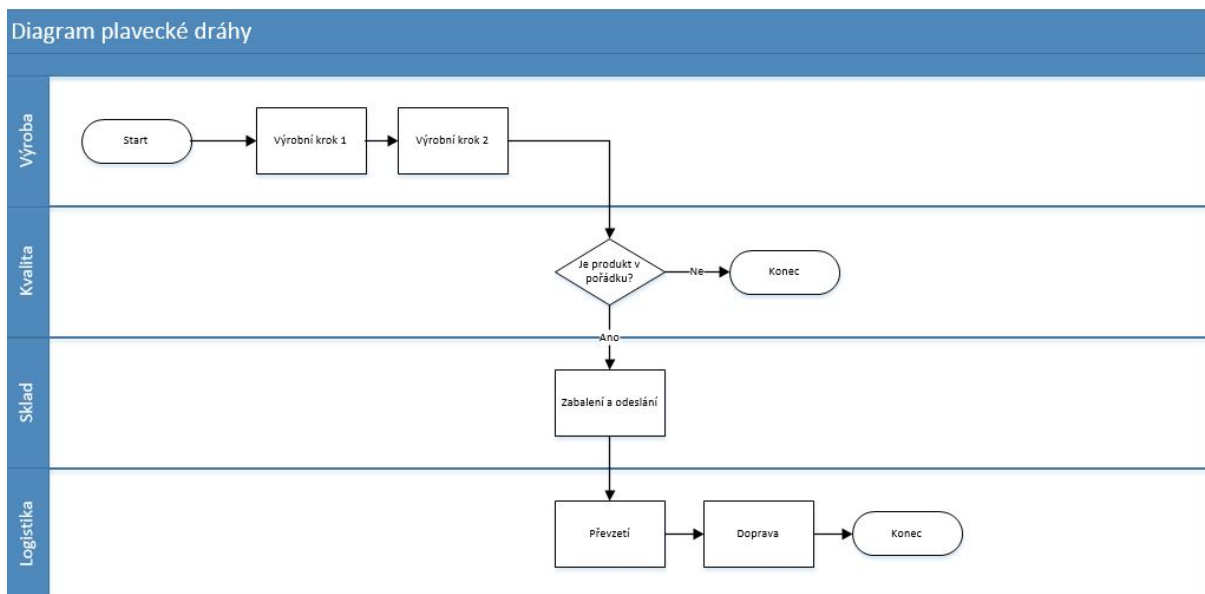 Diagram plavecké dráhy
Výroba
Start
Výrobní krok 1
Výrobní krok 2
Kvalita
Je produkt v
pořádku?
Ne
Konec
Ano
Sklad
Zabalení a odeslání
Logistika
Převzetí
Doprava
Konec